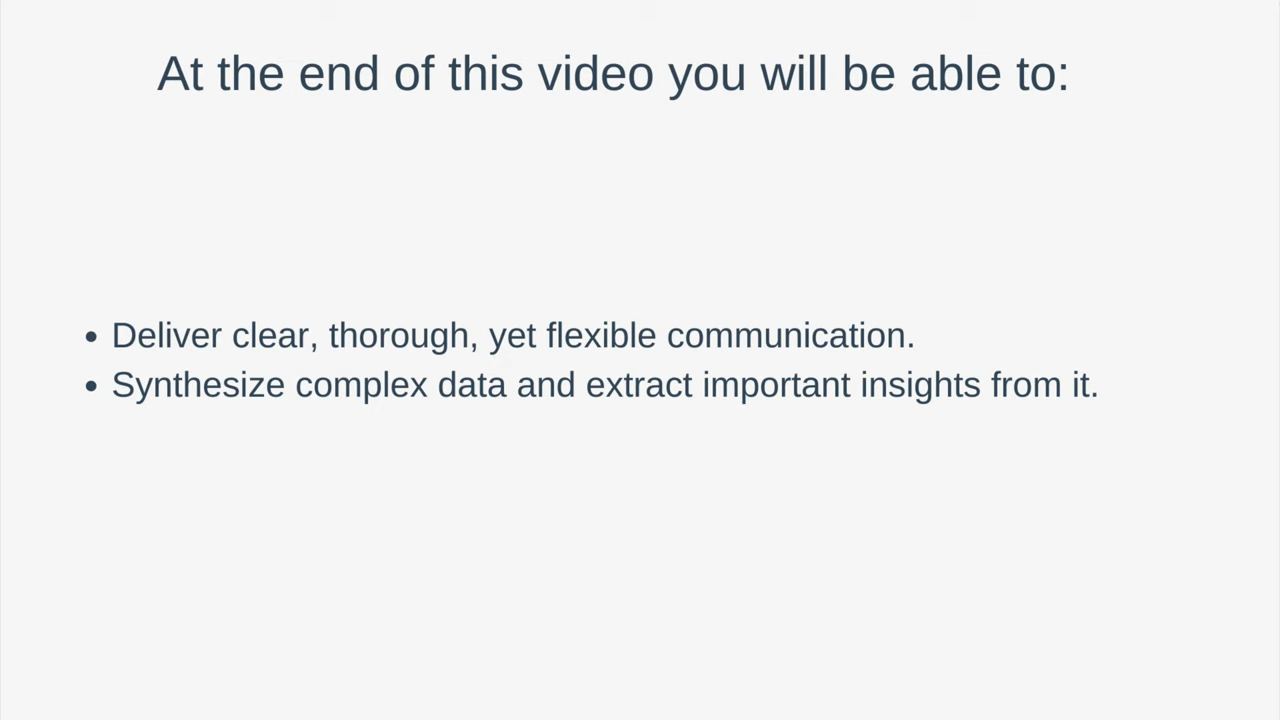 At the end of this video you will be able to:
• Deliver clear, thorough, yet flexible communication.
• Synthesize complex data and extract important insights from it.